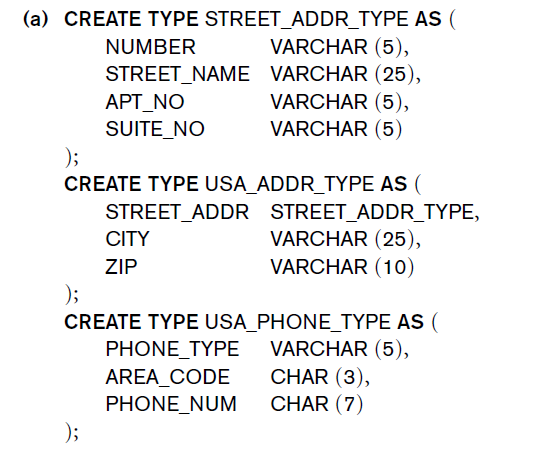 (a) CREATE TYPE STREET_ADDR_TYPE AS (
NUMBER VARCHAR (5),
STREET_NAME VARCHAR (25),
APT_NO VARCHAR (5),
SUITE_NO VARCHAR (5)
);
CREATE TYPE USA_ADDR_TYPE AS (
STREET_ADDR STREET_ADDR_TYPE,
CITY VARCHAR (25),
ZIP VARCHAR (10)
);
CREATE TYPE USA_PHONE_TYPE AS (
PHONE_TYPE VARCHAR (5),
AREA_CODE CHAR (3),
PHONE_NUM CHAR (7)
);